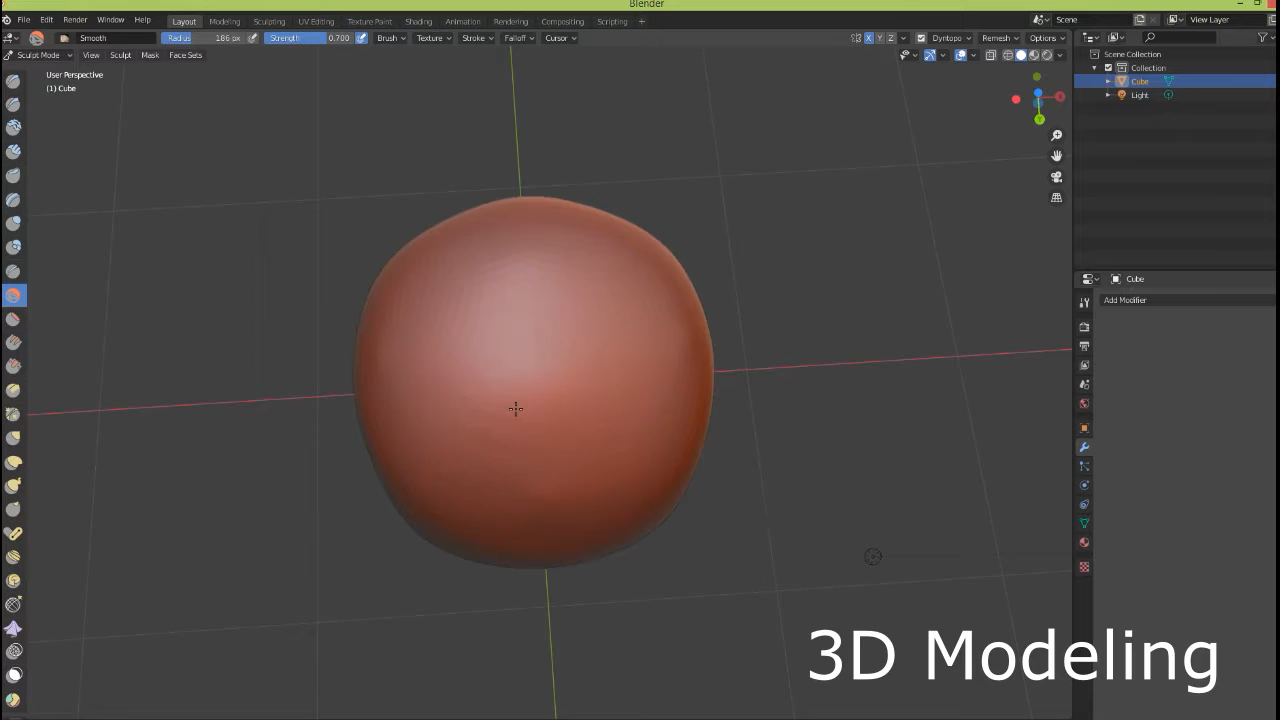 Blender
File Edit Render Window Help Layout Modeling Sculpting UV Editing Texture Paint Shading Animation Rendering Compositing Scripting + Scene View Layer
Smooth Radius 186 px Strength 0.700 Brush Texture Stroke Falloff Cursor X Y Z Dyntopo Remesh Options
Sculpt Mode View Sculpt Mask Face Sets
Scene Collection
User Perspective
Collection
(1) Cube
Cube
Light
Cube
Add Modifier
3D Modeling